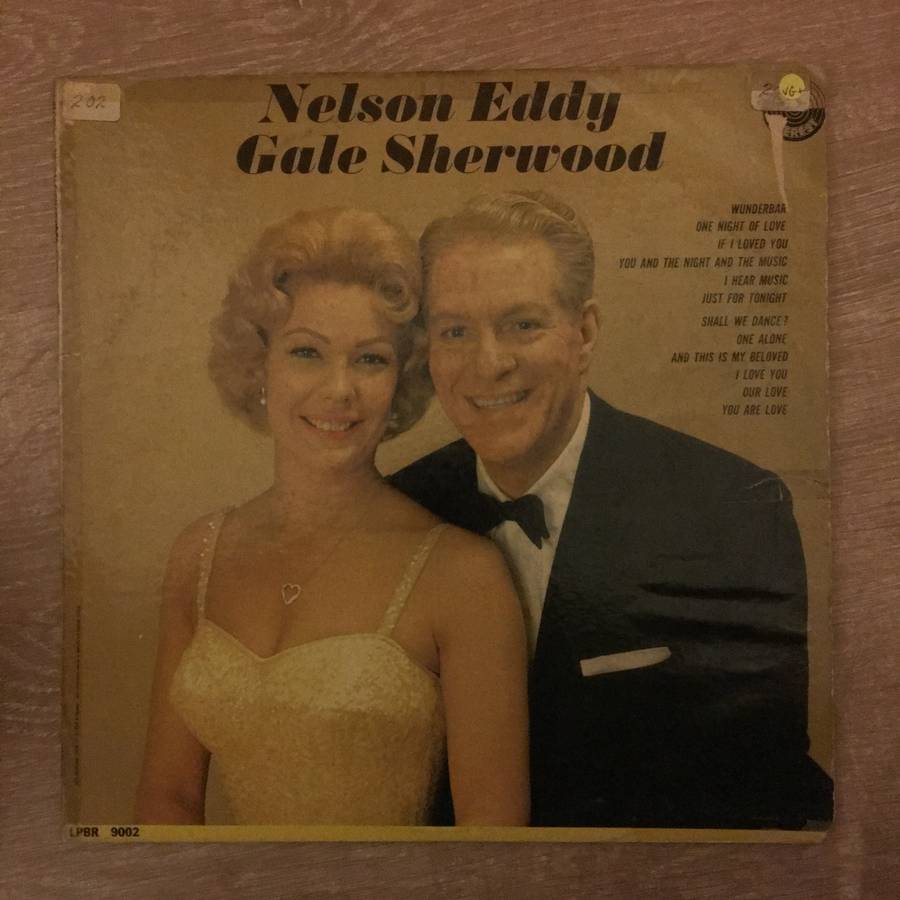 202
Nelson Eddy
Gale Sherwood
VG+
WUNDERBAR
ONE NIGHT OF LOVE
IF I LOVED YOU
YOU AND THE NIGHT AND THE MUSIC
I HEAR MUSIC
JUST FOR TONIGHT
SHALL WE DANCE?
ONE ALONE
AND THIS IS MY BELOVED
I LOVE YOU
OUR LOVE
YOU ARE LOVE
LPBR 9002